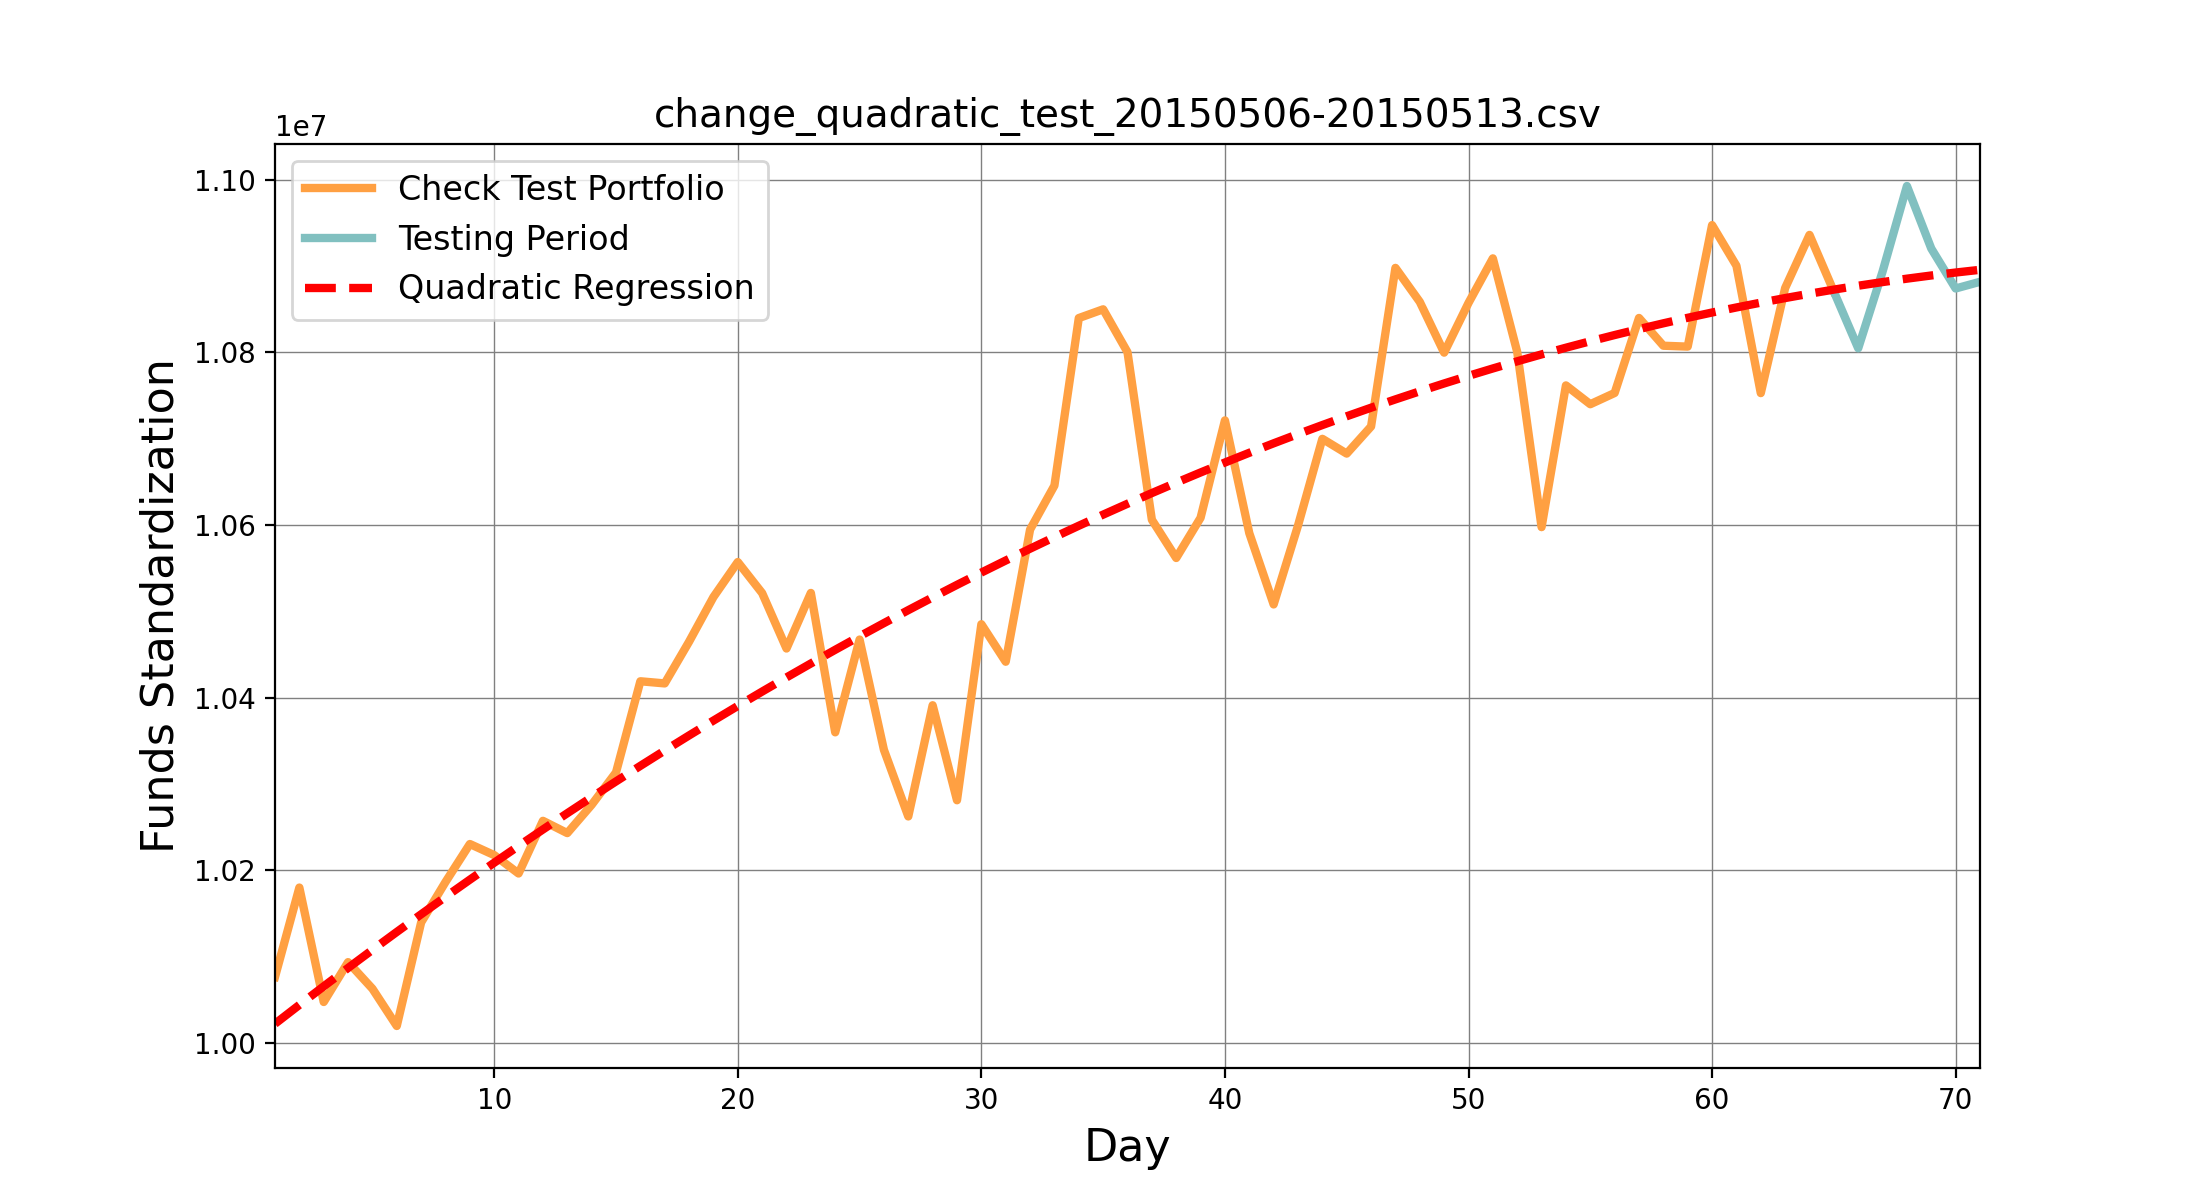 change_quadratic_test_20150506-20150513.csv
1e7
Check Test Portfolio
Testing Period
Quadratic Regression
Funds Standardization
1.10
1.08
1.06
1.04
1.02
1.00
10 20 30 40 50 60 70
Day